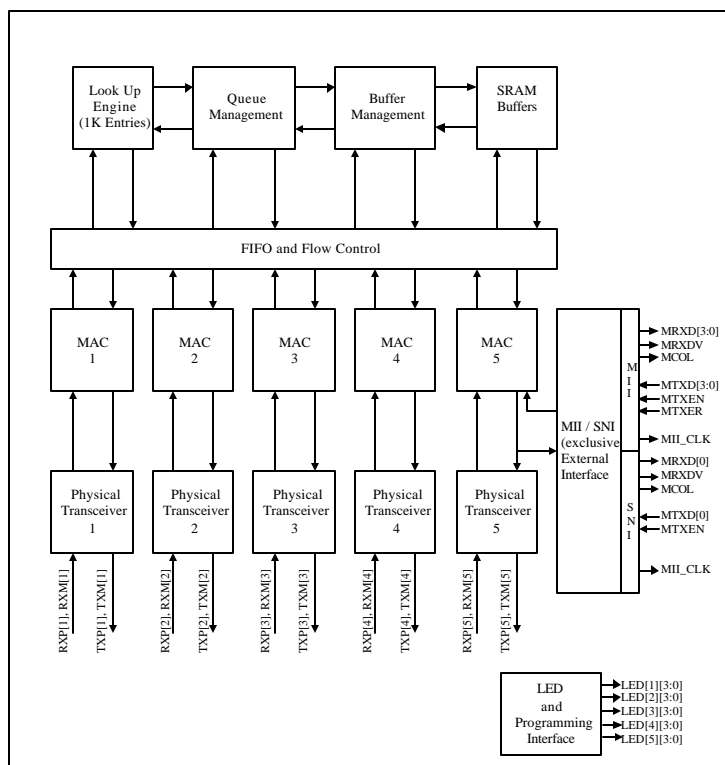 Look Up
Engine
(1K Entries)
Queue
Management
Buffer
Management
SRAM
Buffers
FIFO and Flow Control
MAC
1
MAC
2
MAC
3
MAC
4
MAC
5
MII / SNI
(exclusive
External
Interface
MII
SNI
MRXD[3:0]
MRXDV
MCOL
MTXD[3:0]
MTXEN
MTXER
MII_CLK
MRXD[0]
MRXDV
MCOL
MTXD[0]
MTXEN
MII_CLK
Physical
Transceiver
1
Physical
Transceiver
2
Physical
Transceiver
3
Physical
Transceiver
4
Physical
Transceiver
5
RXP[1], RXM[1]
TXP[1], TXM[1]
RXP[2], RXM[2]
TXP[2], TXM[2]
RXP[3], RXM[3]
TXP[3], TXM[3]
RXP[4], RXM[4]
TXP[4], TXM[4]
RXP[5], RXM[5]
TXP[5], TXM[5]
LED
and
Programming
Interface
LED[1][3:0]
LED[2][3:0]
LED[3][3:0]
LED[4][3:0]
LED[5][3:0]